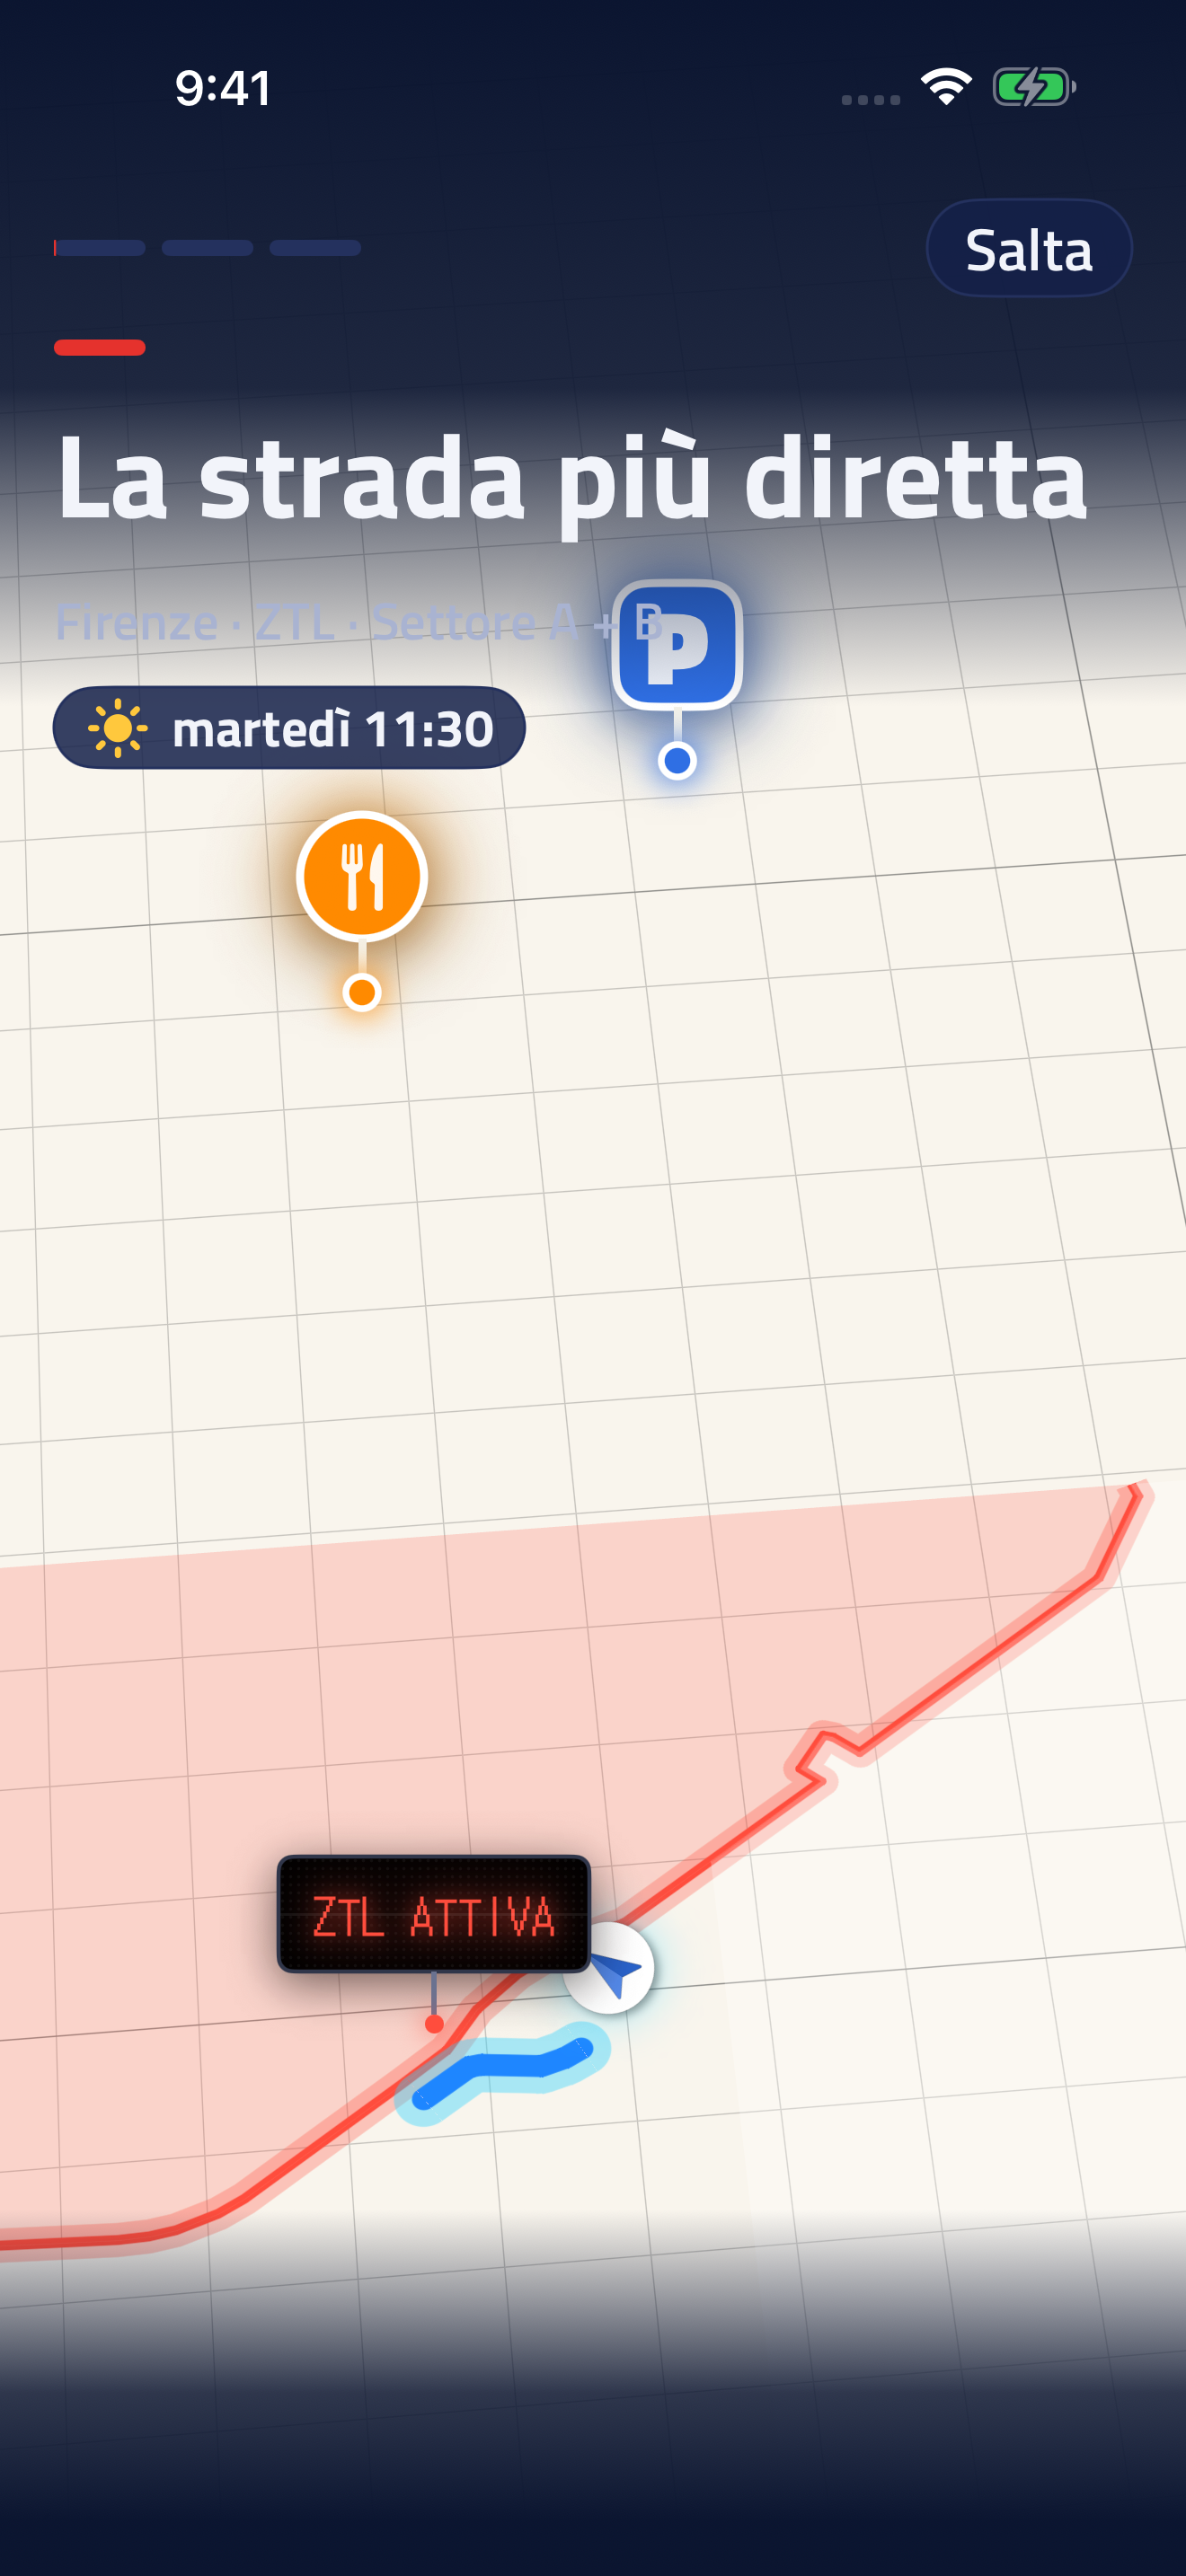 9:41
Salta
La strada più diretta
Firenze · ZTL · Settore A + B
P
martedì 11:30
ZTL ATTIVA